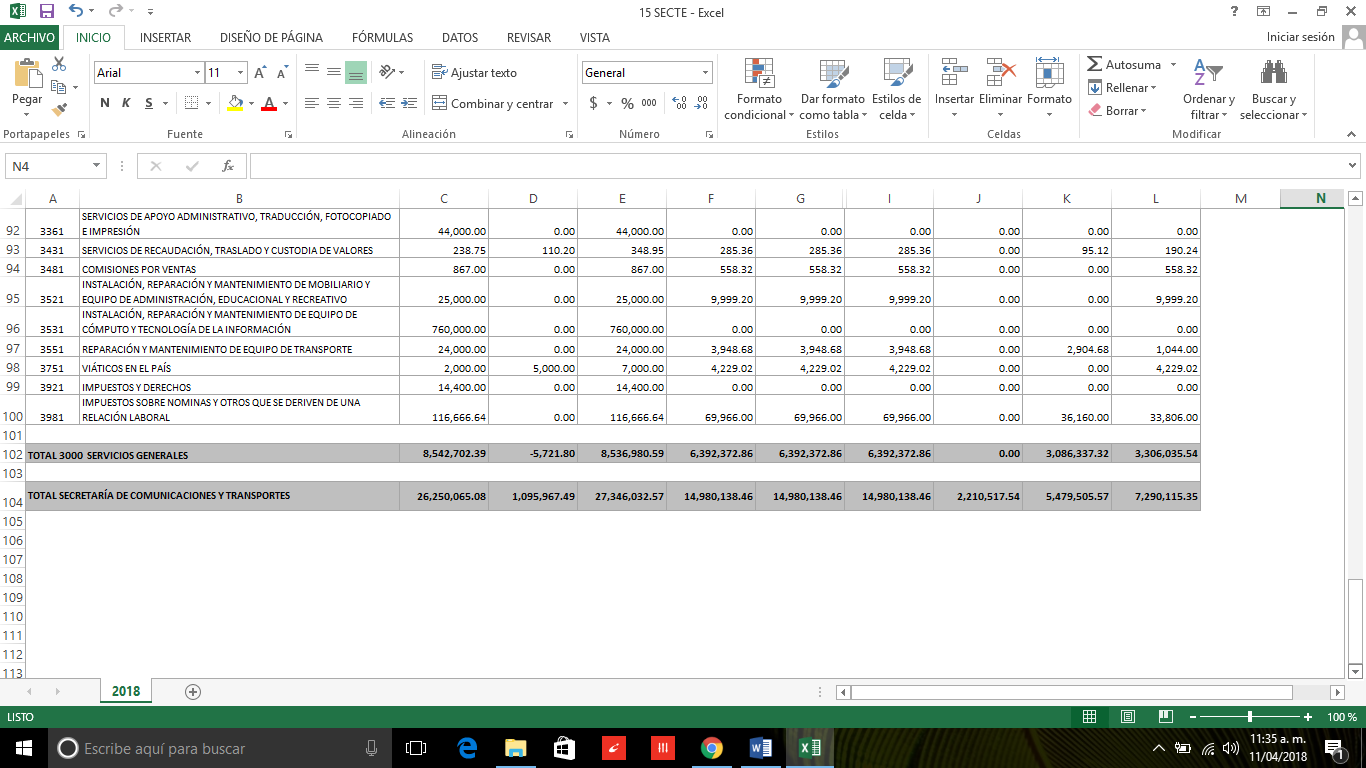 15 SECTE - Excel
ARCHIVO INICIO INSERTAR DISEÑO DE PÁGINA FÓRMULAS DATOS REVISAR VISTA Iniciar sesión
Pegar
Portapapeles
Arial 11
N K S
Fuente
Ajustar texto
Combinar y centrar
Alineación
General
$ % 000
Número
Formato condicional
Dar formato como tabla
Estilos de celda
Estilos
Insertar Eliminar Formato
Celdas
Autosuma
Rellenar
Borrar
Ordenar y filtrar
Buscar y seleccionar
Modificar
N4 fx
A B C D E F G I J K L M N
SERVICIOS DE APOYO ADMINISTRATIVO, TRADUCCIÓN, FOTOCOPIADO
92 3361 E IMPRESIÓN 44,000.00 0.00 44,000.00 0.00 0.00 0.00 0.00 0.00 0.00
93 3431 SERVICIOS DE RECAUDACIÓN, TRASLADO Y CUSTODIA DE VALORES 238.75 110.20 348.95 285.36 285.36 285.36 0.00 95.12 190.24
94 3481 COMISIONES POR VENTAS 867.00 0.00 867.00 558.32 558.32 558.32 0.00 0.00 558.32
INSTALACIÓN, REPARACIÓN Y MANTENIMIENTO DE MOBILIARIO Y
95 3521 EQUIPO DE ADMINISTRACIÓN, EDUCACIONAL Y RECREATIVO 25,000.00 0.00 25,000.00 9,999.20 9,999.20 9,999.20 0.00 0.00 9,999.20
INSTALACIÓN, REPARACIÓN Y MANTENIMIENTO DE EQUIPO DE
96 3531 CÓMPUTO Y TECNOLOGÍA DE LA INFORMACIÓN 760,000.00 0.00 760,000.00 0.00 0.00 0.00 0.00 0.00 0.00
97 3551 REPARACIÓN Y MANTENIMIENTO DE EQUIPO DE TRANSPORTE 24,000.00 0.00 24,000.00 3,948.68 3,948.68 3,948.68 0.00 2,904.68 1,044.00
98 3751 VIÁTICOS EN EL PAÍS 2,000.00 5,000.00 7,000.00 4,229.02 4,229.02 4,229.02 0.00 0.00 4,229.02
99 3921 IMPUESTOS Y DERECHOS 14,400.00 0.00 14,400.00 0.00 0.00 0.00 0.00 0.00 0.00
IMPUESTOS SOBRE NOMINAS Y OTROS QUE SE DERIVEN DE UNA
100 3981 RELACIÓN LABORAL 116,666.64 0.00 116,666.64 69,966.00 69,966.00 69,966.00 0.00 36,160.00 33,806.00
101
102 TOTAL 3000 SERVICIOS GENERALES 8,542,702.39 -5,721.80 8,536,980.59 6,392,372.86 6,392,372.86 6,392,372.86 0.00 3,086,337.32 3,306,035.54
103
104 TOTAL SECRETARÍA DE COMUNICACIONES Y TRANSPORTES 26,250,065.08 1,095,967.49 27,346,032.57 14,980,138.46 14,980,138.46 14,980,138.46 2,210,517.54 5,479,505.57 7,290,115.35
105
106
107
108
109
110
111
112
113
2018
LISTO 100 %
Escribe aquí para buscar
11:35 a. m.
11/04/2018
1